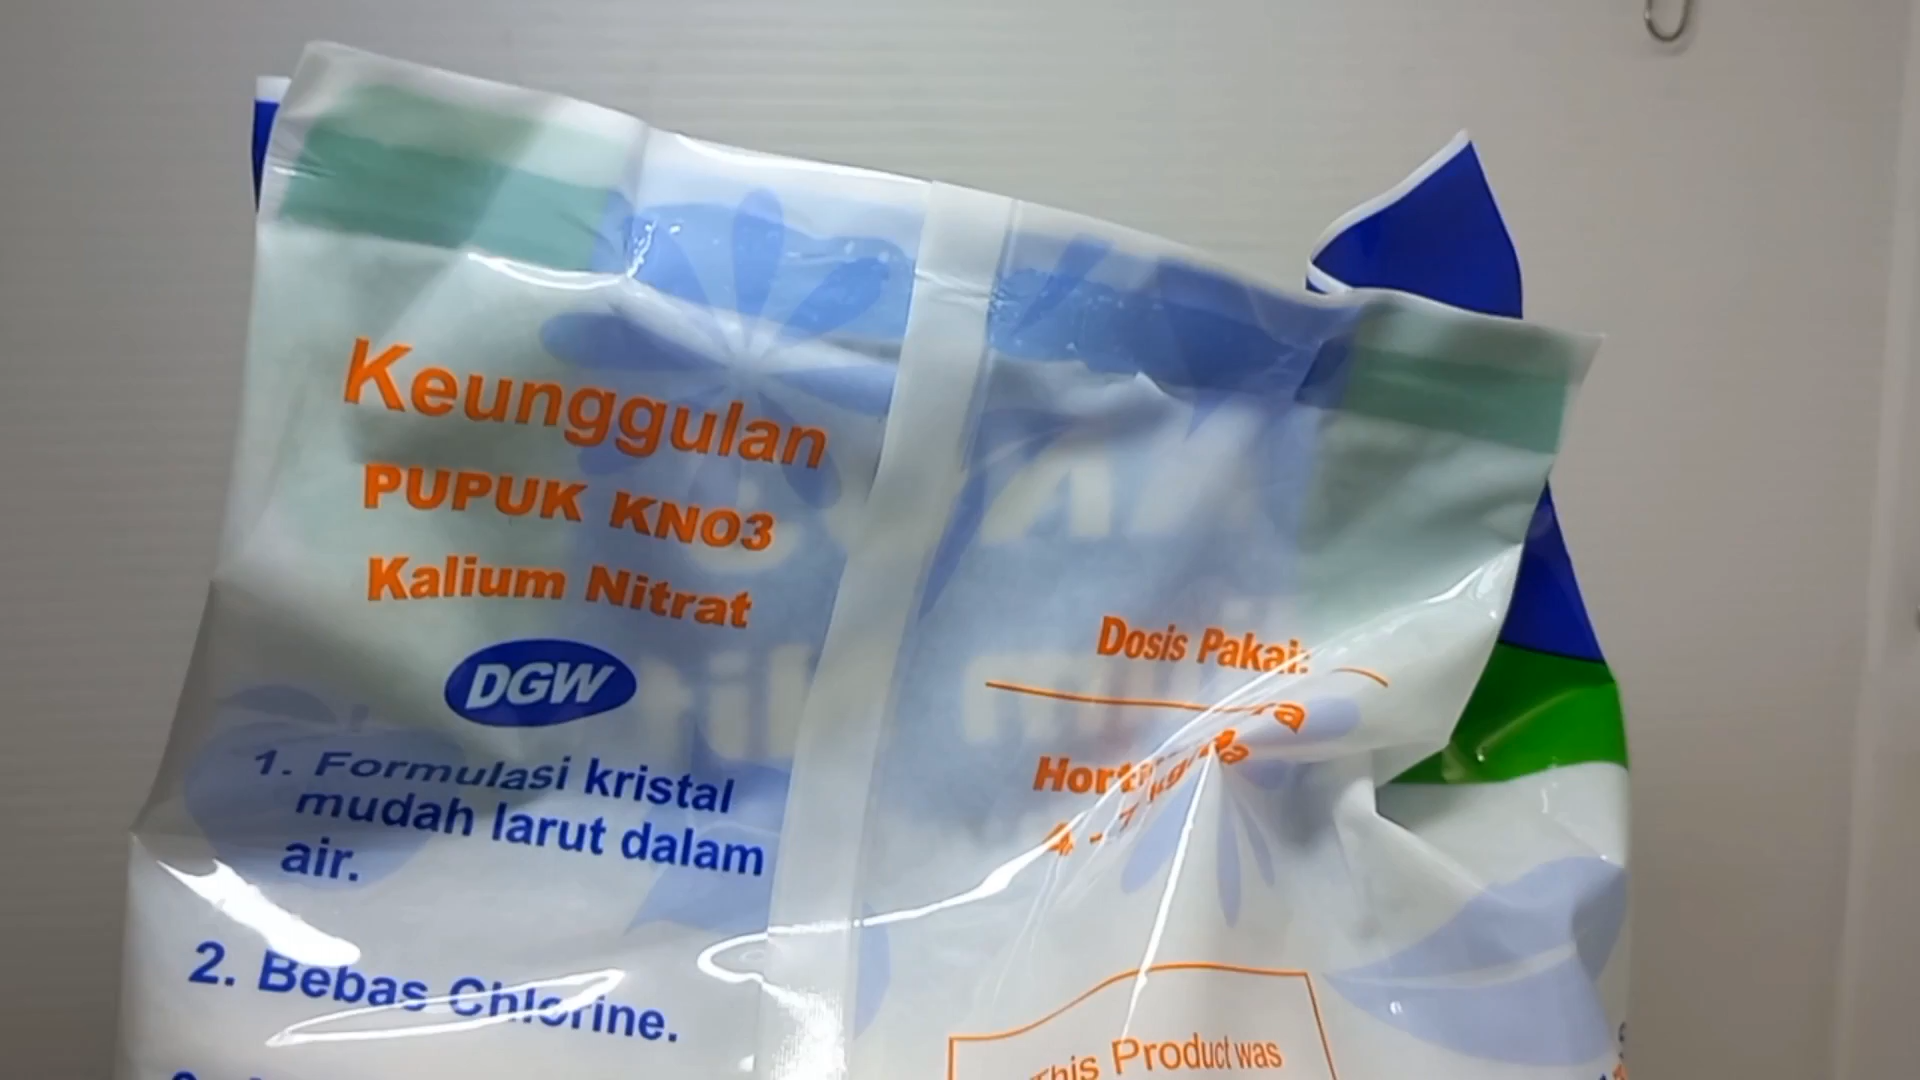 Keunggulan
PUPUK KNO3
Kalium Nitrat
DGW
1. Formulasi kristal
mudah larut dalam
air.
2. Bebas Chlorine.
Dosis Pakai:
This Product was